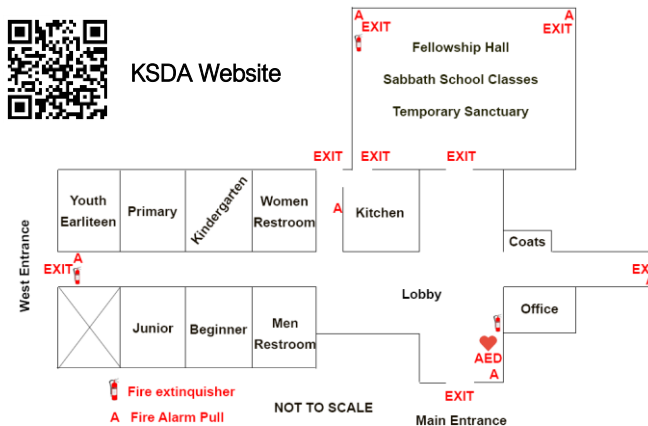 KSDA Website
A
EXIT
A
EXIT
Fellowship Hall
Sabbath School Classes
Temporary Sanctuary
EXIT
EXIT
EXIT
Youth
Earliteen
Primary
Kindergarten
Women
Restroom
A
Kitchen
Coats
West Entrance
EXIT
A
Lobby
Office
Junior
Beginner
Men
Restroom
AED
A
Fire extinguisher
A Fire Alarm Pull
NOT TO SCALE
EXIT
Main Entrance